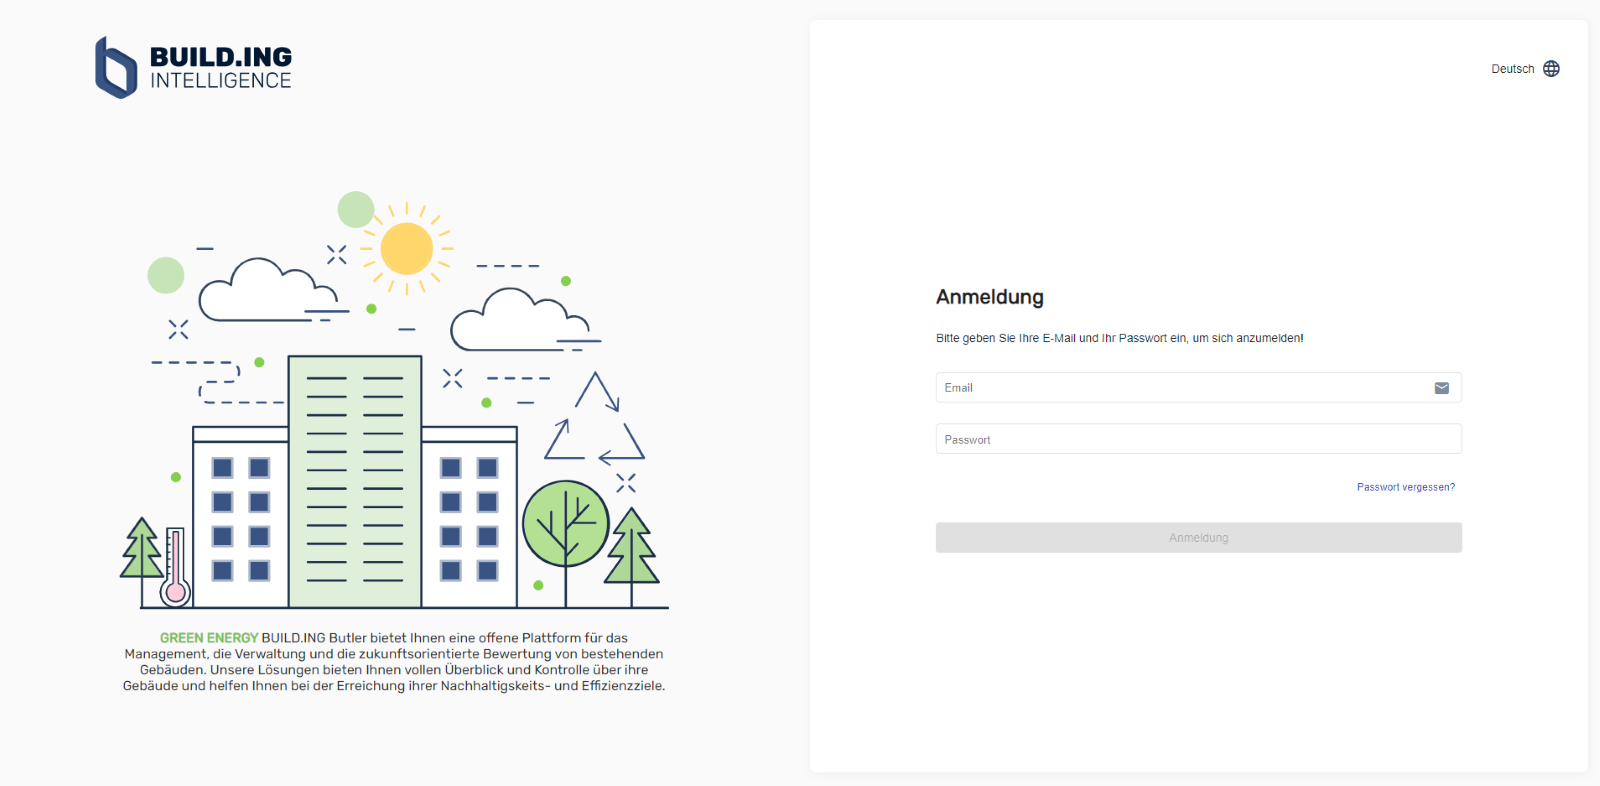 BUILD.ING
INTELLIGENCE
GREEN ENERGY BUILD.ING Butler bietet Ihnen eine offene Plattform für das
Management, die Verwaltung und die zukunftsorientierte Bewertung von bestehenden
Gebäuden. Unsere Lösungen bieten Ihnen vollen Überblick und Kontrolle über ihre
Gebäude und helfen Ihnen bei der Erreichung ihrer Nachhaltigskeits- und Effizienzziele.
Deutsch
Anmeldung
Bitte geben Sie Ihre E-Mail und Ihr Passwort ein, um sich anzumelden!
Email
Passwort
Passwort vergessen?
Anmeldung